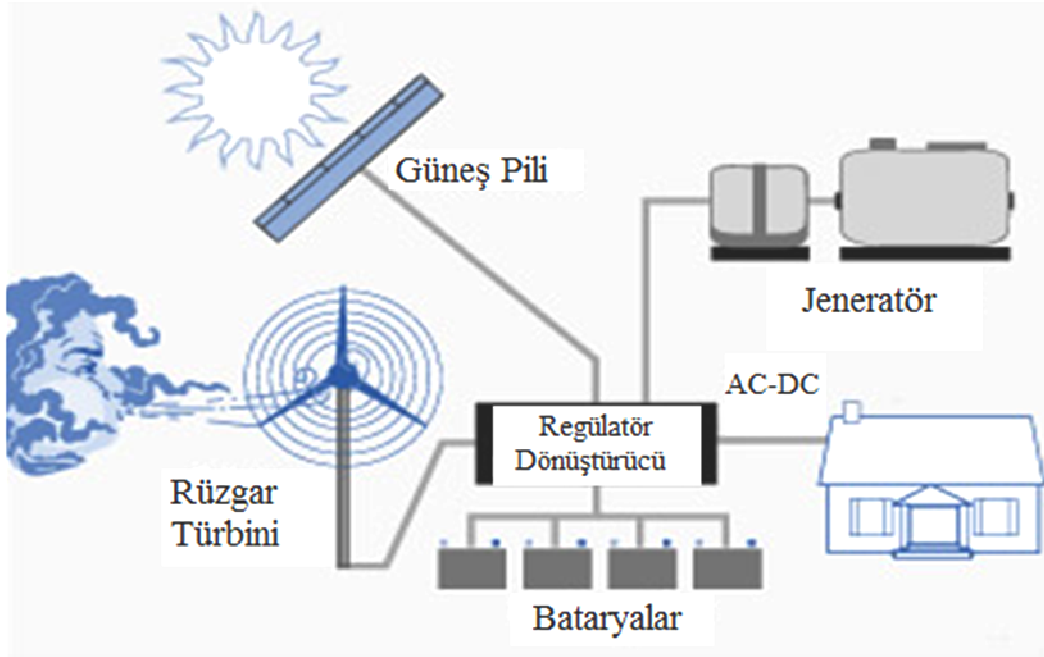 Güneş Pili
Jeneratör
AC-DC
Regülatör
Dönüştürücü
Rüzgar
Türbini
Bataryalar